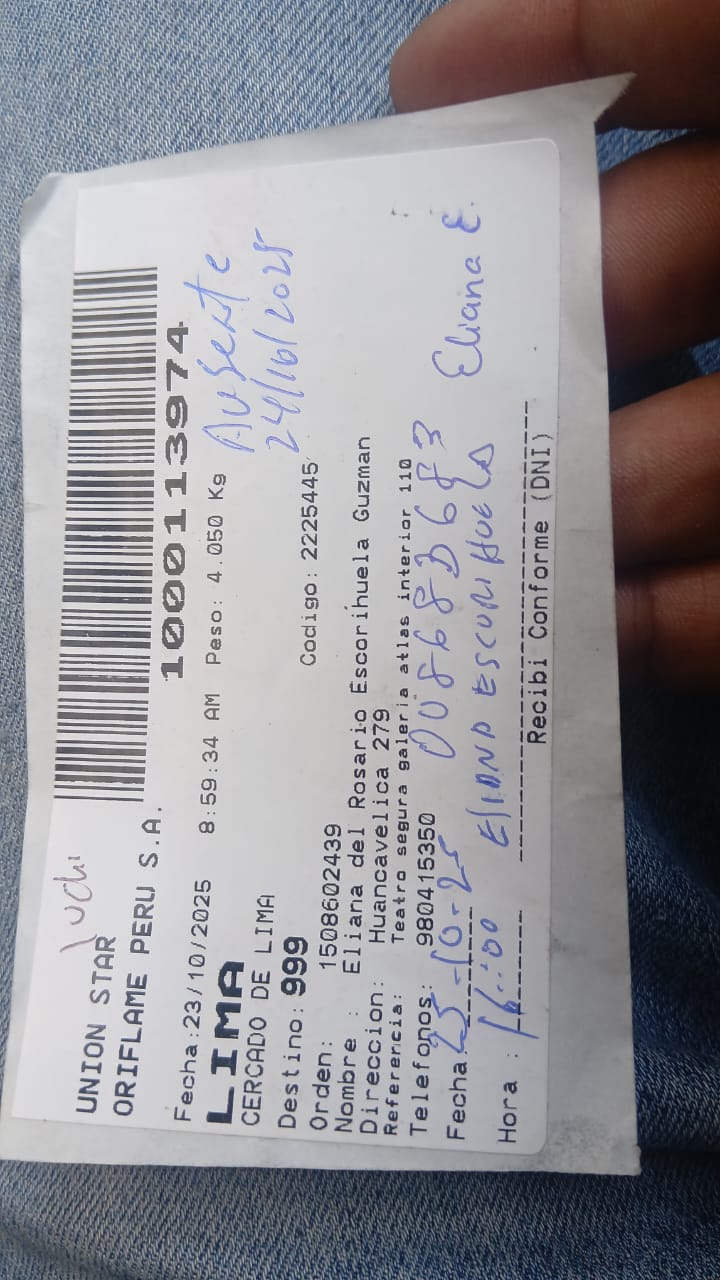 luchi
UNION STAR
ORIFLAME PERU S.A.
10001113974
Fecha:23/10/2025 8:59:34 AM Peso: 4.050 Kg
Ausente
24/10/2025
LIMA
CERCADO DE LIMA
Destino: 999
Codigo: 2225445
Orden: 1508602439
Nombre : Eliana del Rosario Escorihuela Guzman
Direccion: Huancavelica 279
Referencia: Teatro segura galeria atlas interior 110
Telefonos: 980415350
Fecha: 25-10-25 008683683 Eliana E.
Hora : 16:00 ELIANA ESCORIHUELA
Recibi Conforme (DNI)